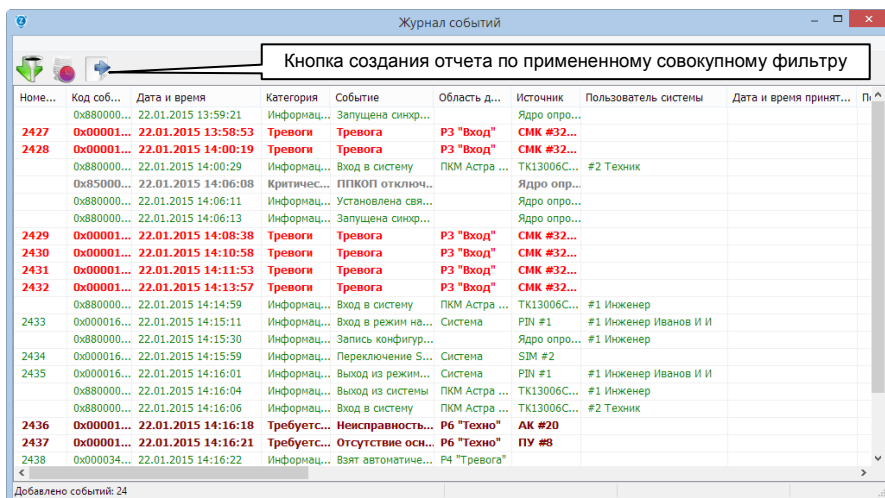 Журнал событий
Кнопка создания отчета по примененному совокупному фильтру
Номе... Код соб... Дата и время Категория Событие Область д... Источник Пользователь системы Дата и время принят...
0x880000... 22.01.2015 13:59:21 Информац... Запущена синхр... Ядро опро...
2427 0x00001... 22.01.2015 13:58:53 Тревоги Тревога Р3 "Вход" СМК #32...
2428 0x00001... 22.01.2015 14:00:19 Тревоги Тревога Р3 "Вход" СМК #32...
0x880000... 22.01.2015 14:00:29 Информац... Вход в систему ПКМ Астра ... ТК13006С... #2 Техник
0x85000... 22.01.2015 14:06:08 Критичес... ППКОП отключ... Ядро опр...
0x880000... 22.01.2015 14:06:11 Информац... Установлена свя... Ядро опро...
0x880000... 22.01.2015 14:06:13 Информац... Запущена синхр... Ядро опро...
2429 0x00001... 22.01.2015 14:08:38 Тревоги Тревога Р3 "Вход" СМК #32...
2430 0x00001... 22.01.2015 14:10:58 Тревоги Тревога Р3 "Вход" СМК #32...
2431 0x00001... 22.01.2015 14:11:53 Тревоги Тревога Р3 "Вход" СМК #32...
2432 0x00001... 22.01.2015 14:13:57 Тревоги Тревога Р3 "Вход" СМК #32...
0x880000... 22.01.2015 14:14:59 Информац... Вход в систему ПКМ Астра ... ТК13006С... #1 Инженер
2433 0x000016... 22.01.2015 14:15:11 Информац... Вход в режим на... Система PIN #1 #1 Инженер Иванов И И
0x880000... 22.01.2015 14:15:30 Информац... Запись конфигур... Ядро опро... #1 Инженер
2434 0x000016... 22.01.2015 14:15:59 Информац... Переключение S... Система SIM #2
2435 0x000016... 22.01.2015 14:16:01 Информац... Выход из режим... Система PIN #1 #1 Инженер Иванов И И
0x880000... 22.01.2015 14:16:04 Информац... Выход из системы ПКМ Астра ... ТК13006С... #1 Инженер
0x880000... 22.01.2015 14:16:06 Информац... Вход в систему ПКМ Астра ... ТК13006С... #2 Техник
2436 0x00001... 22.01.2015 14:16:18 Требуетс... Неисправность... Р6 "Техно" АК #20
2437 0x00001... 22.01.2015 14:16:21 Требуетс... Отсутствие осн... Р6 "Техно" ПУ #8
2438 0x000034... 22.01.2015 14:16:22 Информац... Взят автоматиче... Р4 "Тревога"
Добавлено событий: 24